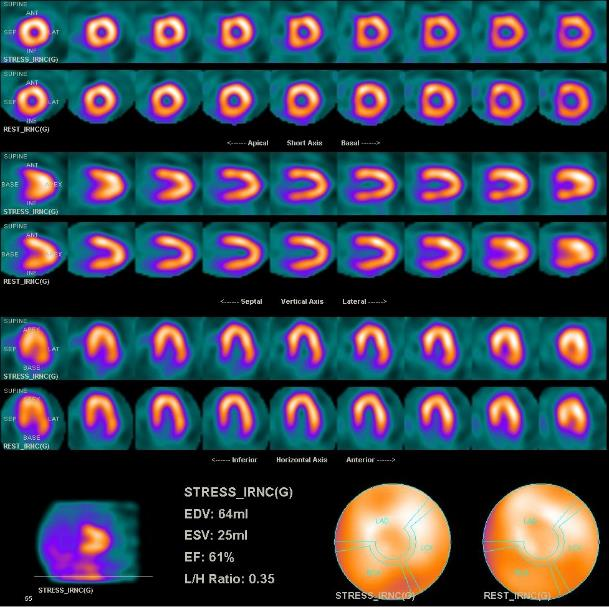 SUPINE
ANT
SEP LAT
INF
STRESS_IRNC(G)
SUPINE
ANT
SEP LAT
INF
REST_IRNC(G)
<------ Apical Short Axis Basal ------>
SUPINE
ANT
BASE APEX
INF
STRESS_IRNC(G)
SUPINE
ANT
BASE APEX
INF
REST_IRNC(G)
<------ Septal Vertical Axis Lateral ------>
SUPINE
APEX
SEP LAT
BASE
STRESS_IRNC(G)
SUPINE
SEP LAT
BASE
REST_IRNC(G)
<------ Inferior Horizontal Axis Anterior ------>
STRESS_IRNC(G)
EDV: 64ml
ESV: 25ml
EF: 61%
L/H Ratio: 0.35
STRESS_IRNC(G)
55
LAD
LCX
RCA
STRESS_IRNC(G)
LAD
LCX
RCA
REST_IRNC(G)